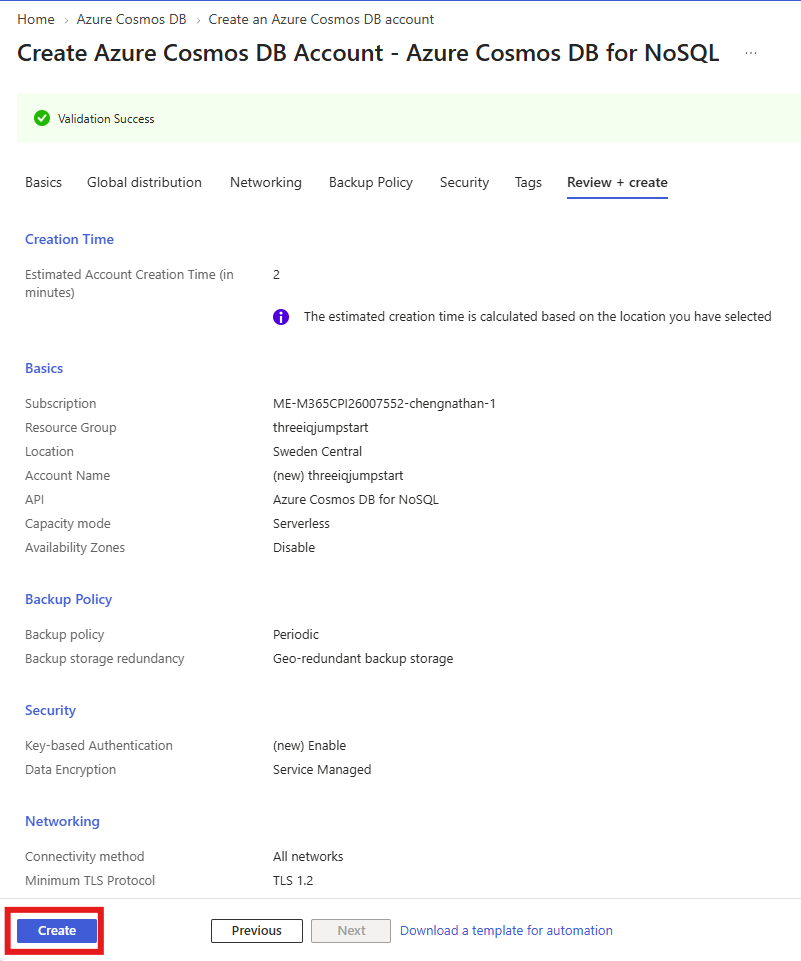 Home > Azure Cosmos DB > Create an Azure Cosmos DB account
Create Azure Cosmos DB Account - Azure Cosmos DB for NoSQL ...
Validation Success
Basics Global distribution Networking Backup Policy Security Tags Review + create
Creation Time
Estimated Account Creation Time (in 2
minutes)
The estimated creation time is calculated based on the location you have selected
Basics
Subscription ME-M365CPI26007552-chengnathan-1
Resource Group threeiqjumpstart
Location Sweden Central
Account Name (new) threeiqjumpstart
API Azure Cosmos DB for NoSQL
Capacity mode Serverless
Availability Zones Disable
Backup Policy
Backup policy Periodic
Backup storage redundancy Geo-redundant backup storage
Security
Key-based Authentication (new) Enable
Data Encryption Service Managed
Networking
Connectivity method All networks
Minimum TLS Protocol TLS 1.2
Create Previous Next Download a template for automation